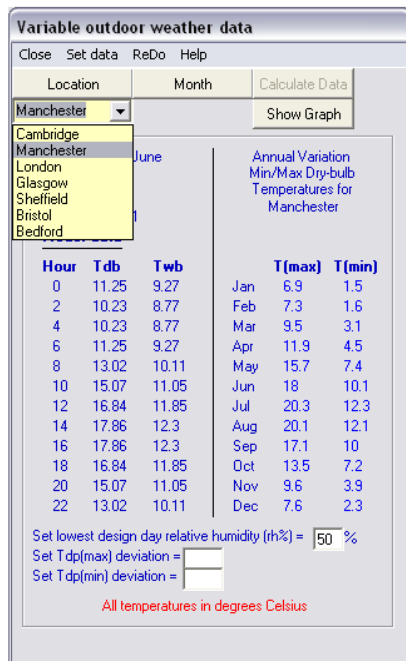 Variable outdoor weather data
Close Set data ReDo Help
Location Month Calculate Data
Manchester Show Graph
Cambridge
Manchester
London
Glasgow
Sheffield
Bristol
Bedford
June
1
Annual Variation
Min/Max Dry-bulb
Temperatures for
Manchester
Hour Tdb Twb T(max) T(min)
0 11.25 9.27 Jan 6.9 1.5
2 10.23 8.77 Feb 7.3 1.6
4 10.23 8.77 Mar 9.5 3.1
6 11.25 9.27 Apr 11.9 4.5
8 13.02 10.11 May 15.7 7.4
10 15.07 11.05 Jun 18 10.1
12 16.84 11.85 Jul 20.3 12.3
14 17.86 12.3 Aug 20.1 12.1
16 17.86 12.3 Sep 17.1 10
18 16.84 11.85 Oct 13.5 7.2
20 15.07 11.05 Nov 9.6 3.9
22 13.02 10.11 Dec 7.6 2.3
Set lowest design day relative humidity (rh%) = 50 %
Set Tdp(max) deviation =
Set Tdp(min) deviation =
All temperatures in degrees Celsius